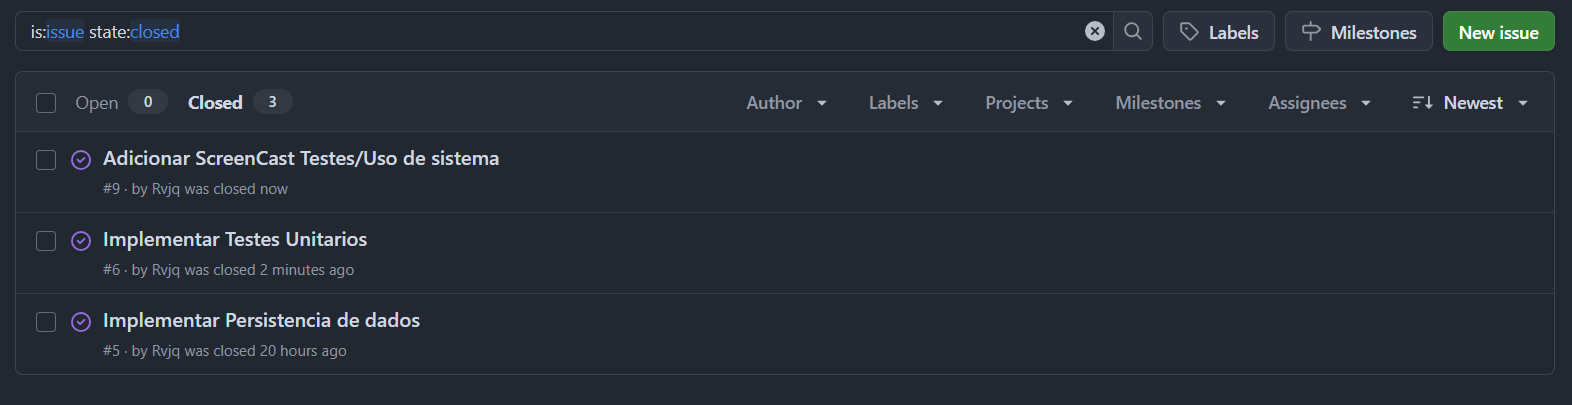 is:issue state:closed
Labels
Milestones
New issue
Open 0 Closed 3 Author Labels Projects Milestones Assignees Newest
Adicionar ScreenCast Testes/Uso de sistema
#9 · by Rvjq was closed now
Implementar Testes Unitarios
#6 · by Rvjq was closed 2 minutes ago
Implementar Persistencia de dados
#5 · by Rvjq was closed 20 hours ago